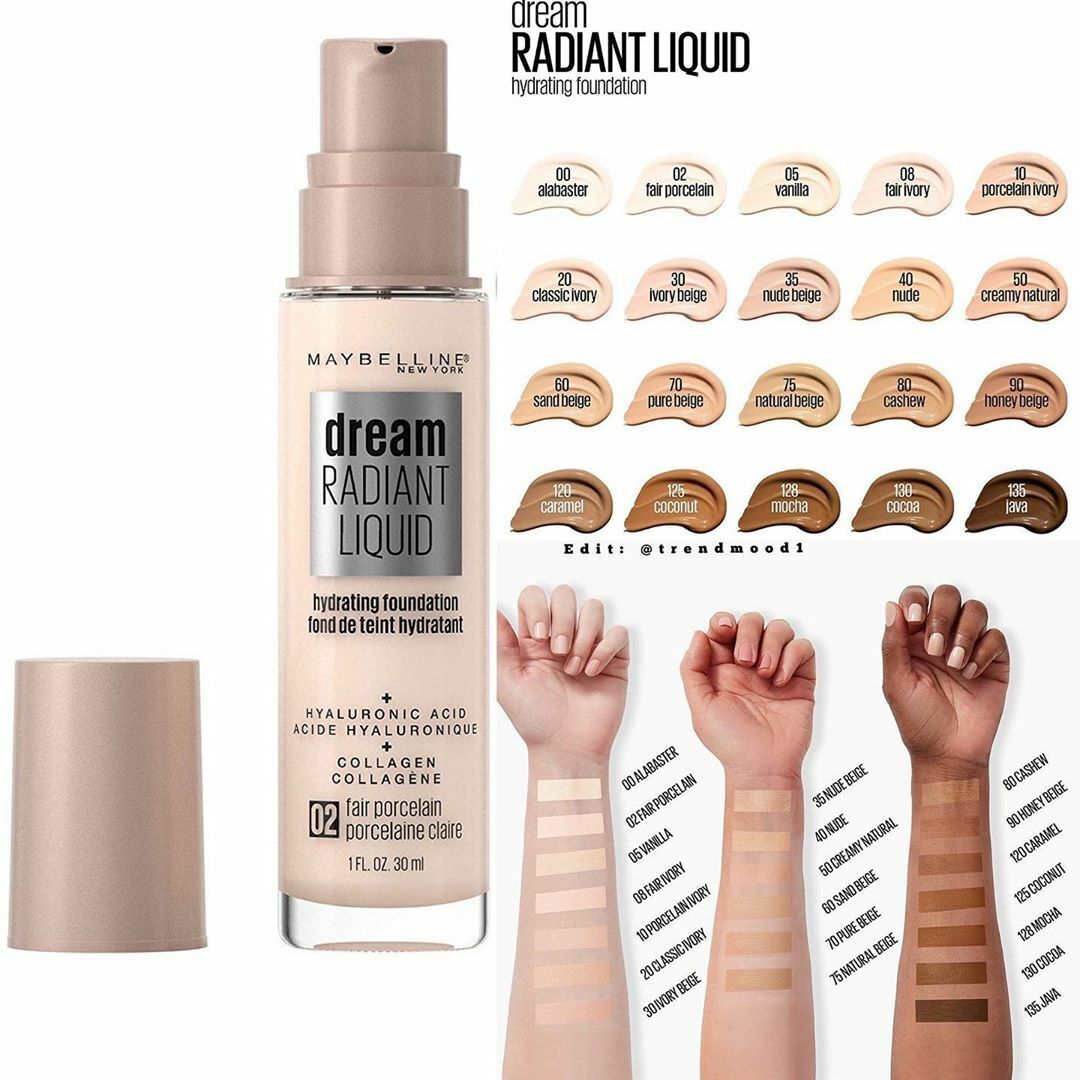 MAYBELLINE®
NEW YORK
dream
RADIANT
LIQUID
hydrating foundation
fond de teint hydratant
+
HYALURONIC ACID
ACIDE HYALURONIQUE
+
COLLAGEN
COLLAGÈNE
02 fair porcelain
porcelaine claire
1 FL. OZ. 30 ml
dream
RADIANT LIQUID
hydrating foundation
00
alabaster
02
fair porcelain
05
vanilla
08
fair ivory
10
porcelain ivory
20
classic ivory
30
ivory beige
35
nude beige
40
nude
50
creamy natural
60
sand beige
70
pure beige
75
natural beige
80
cashew
90
honey beige
120
caramel
125
coconut
128
mocha
130
cocoa
135
java
Edit: @trendmood1
00 ALABASTER
02 FAIR PORCELAIN
05 VANILLA
08 FAIR IVORY
10 PORCELAIN IVORY
20 CLASSIC IVORY
30 IVORY BEIGE
35 NUDE BEIGE
40 NUDE
50 CREAMY NATURAL
60 SAND BEIGE
70 PURE BEIGE
75 NATURAL BEIGE
80 CASHEW
90 HONEY BEIGE
120 CARAMEL
125 COCONUT
128 MOCHA
130 COCOA
135 JAVA